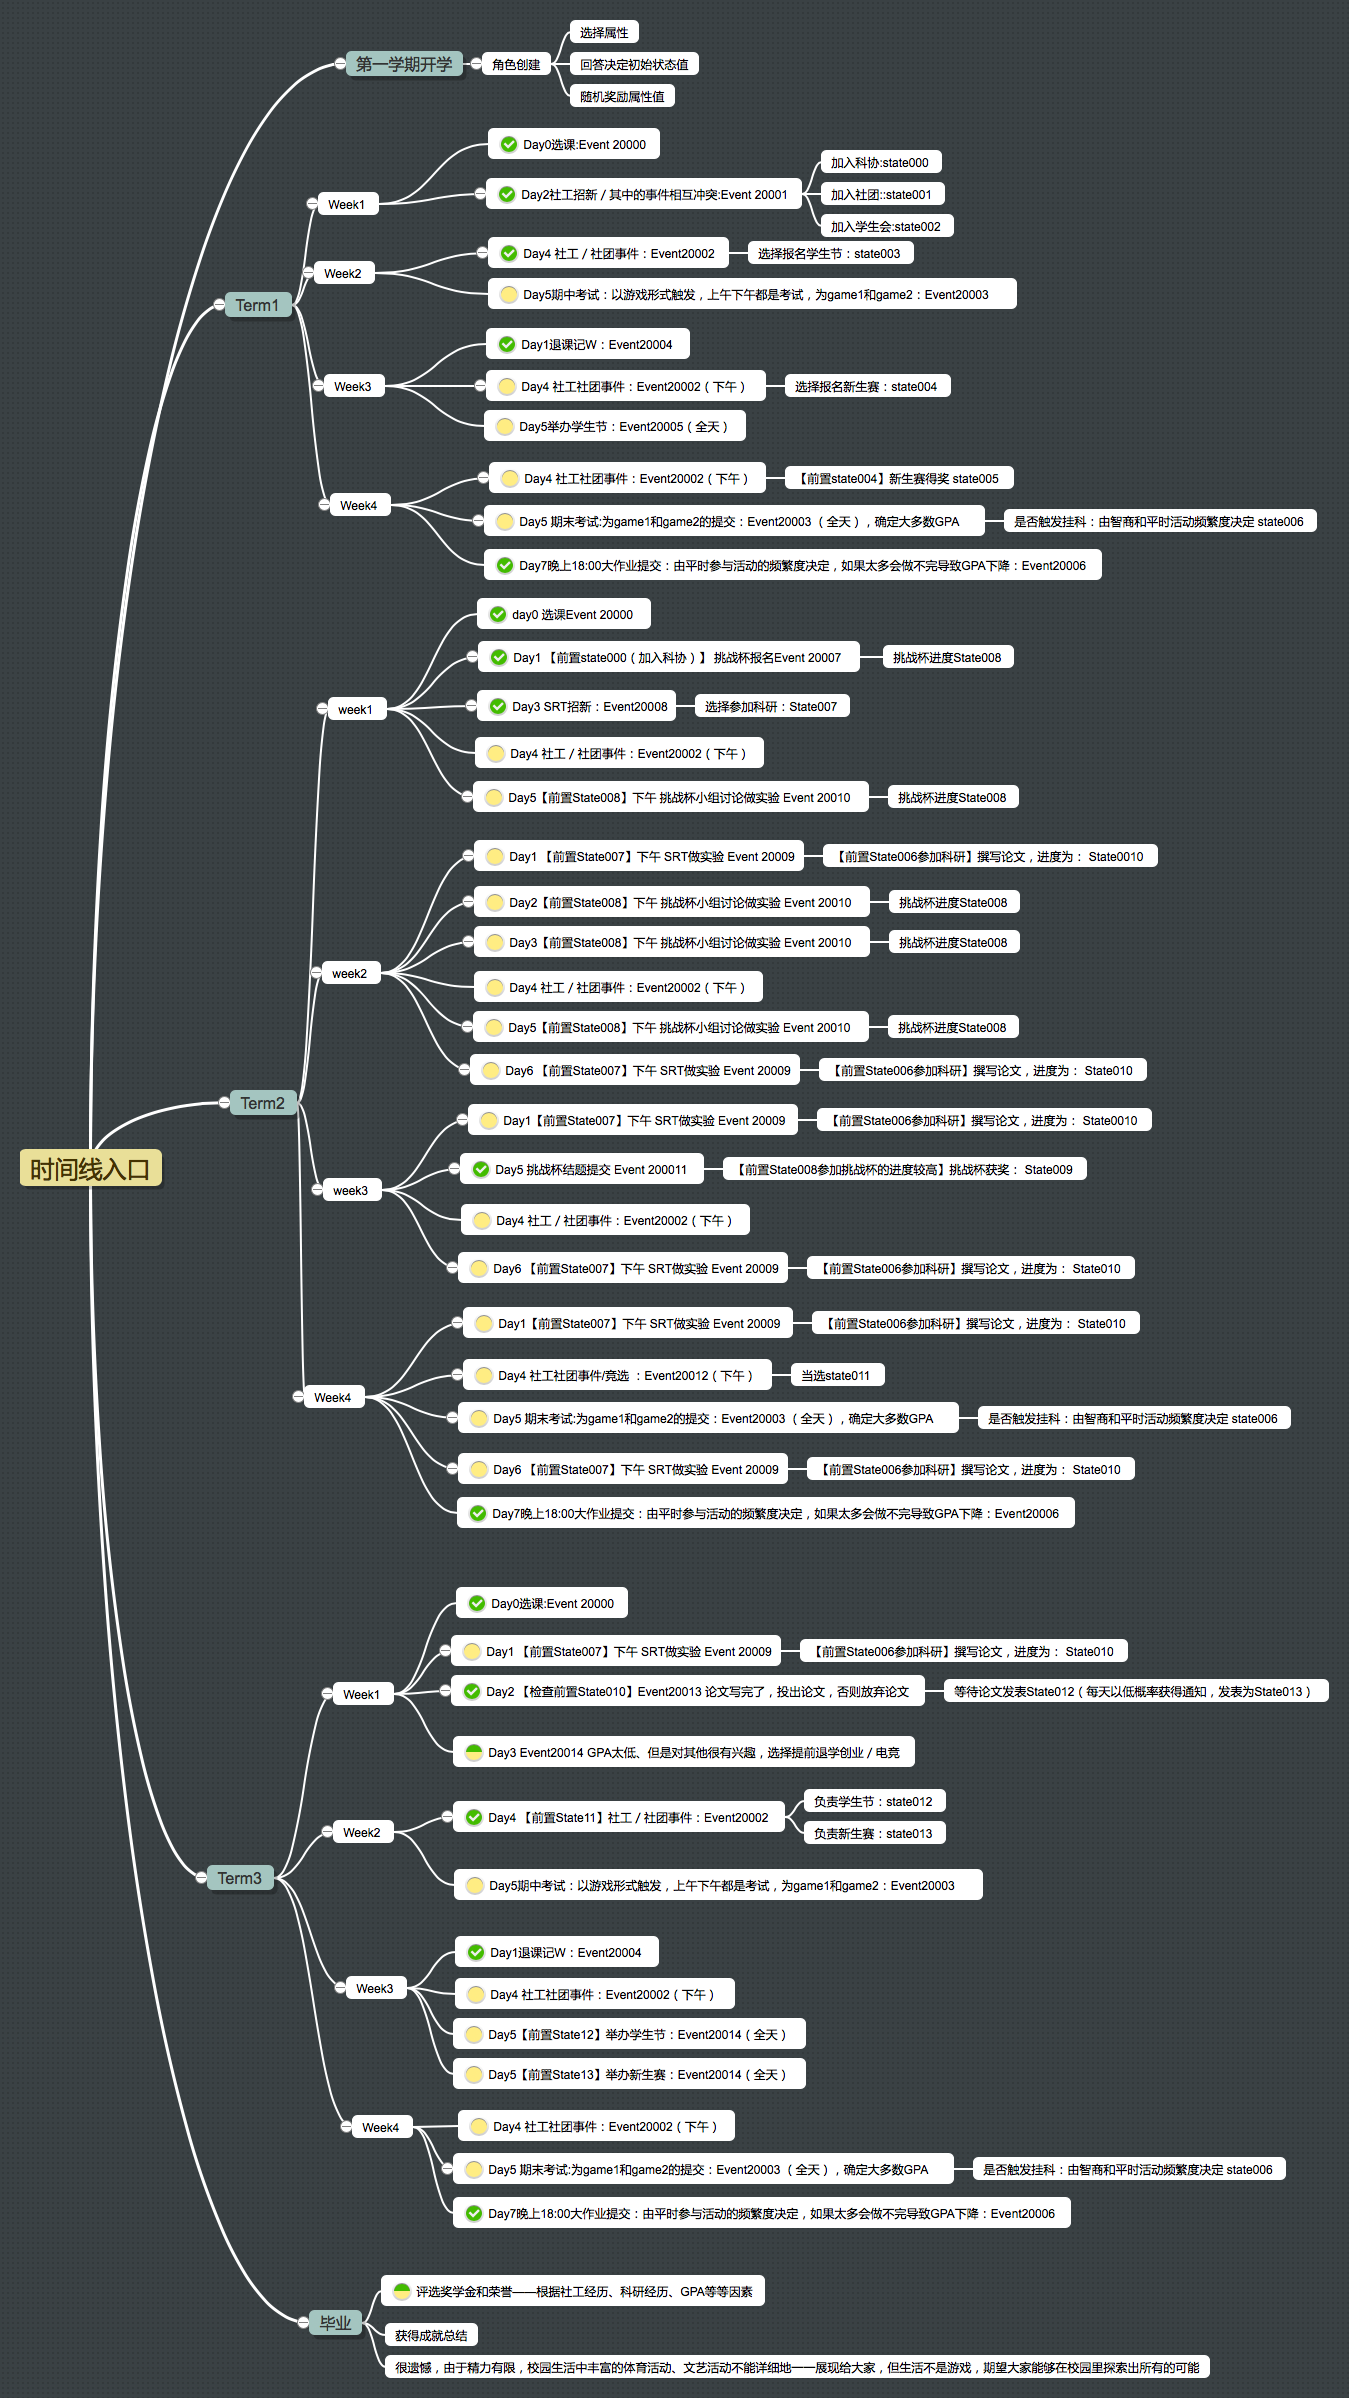 时间线入口
第一学期开学
角色创建
选择属性
回答决定初始状态值
随机奖励属性值
Term1
Week1
Day0选课:Event 20000
Day2社工招新／其中的事件相互冲突:Event 20001
加入科协:state000
加入社团::state001
加入学生会:state002
Week2
Day4 社工／社团事件：Event20002
选择报名学生节：state003
Day5期中考试：以游戏形式触发，上午下午都是考试，为game1和game2：Event20003
Week3
Day1退课记W：Event20004
Day4 社工社团事件：Event20002（下午）
选择报名新生赛：state004
Day5举办学生节：Event20005（全天）
Week4
Day4 社工社团事件：Event20002（下午）
【前置state004】新生赛得奖 state005
Day5 期末考试:为game1和game2的提交：Event20003 （全天），确定大多数GPA
是否触发挂科：由智商和平时活动频繁度决定 state006
Day7晚上18:00大作业提交：由平时参与活动的频繁度决定，如果太多会做不完导致GPA下降：Event20006
Term2
week1
day0 选课Event 20000
Day1 【前置state000（加入科协）】 挑战杯报名Event 20007
挑战杯进度State008
Day3 SRT招新：Event20008
选择参加科研：State007
Day4 社工／社团事件：Event20002（下午）
Day5【前置State008】下午 挑战杯小组讨论做实验 Event 20010
挑战杯进度State008
week2
Day1 【前置State007】下午 SRT做实验 Event 20009
【前置State006参加科研】撰写论文，进度为： State0010
Day2【前置State008】下午 挑战杯小组讨论做实验 Event 20010
挑战杯进度State008
Day3【前置State008】下午 挑战杯小组讨论做实验 Event 20010
挑战杯进度State008
Day4 社工／社团事件：Event20002（下午）
Day5【前置State008】下午 挑战杯小组讨论做实验 Event 20010
挑战杯进度State008
Day6 【前置State007】下午 SRT做实验 Event 20009
【前置State006参加科研】撰写论文，进度为： State010
week3
Day1【前置State007】下午 SRT做实验 Event 20009
【前置State006参加科研】撰写论文，进度为： State0010
Day5 挑战杯结题提交 Event 200011
【前置State008参加挑战杯的进度较高】挑战杯获奖： State009
Day4 社工／社团事件：Event20002（下午）
Day6 【前置State007】下午 SRT做实验 Event 20009
【前置State006参加科研】撰写论文，进度为： State010
Week4
Day1【前置State007】下午 SRT做实验 Event 20009
【前置State006参加科研】撰写论文，进度为： State010
Day4 社工社团事件/竞选 ：Event20012（下午）
当选state011
Day5 期末考试:为game1和game2的提交：Event20003 （全天），确定大多数GPA
是否触发挂科：由智商和平时活动频繁度决定 state006
Day6 【前置State007】下午 SRT做实验 Event 20009
【前置State006参加科研】撰写论文，进度为： State010
Day7晚上18:00大作业提交：由平时参与活动的频繁度决定，如果太多会做不完导致GPA下降：Event20006
Term3
Week1
Day0选课:Event 20000
Day1 【前置State007】下午 SRT做实验 Event 20009
【前置State006参加科研】撰写论文，进度为： State010
Day2 【检查前置State010】Event20013 论文写完了，投出论文，否则放弃论文
等待论文发表State012（每天以低概率获得通知，发表为State013）
Day3 Event20014 GPA太低、但是对其他很有兴趣，选择提前退学创业／电竞
Week2
Day4 【前置State11】社工／社团事件：Event20002
负责学生节：state012
负责新生赛：state013
Day5期中考试：以游戏形式触发，上午下午都是考试，为game1和game2：Event20003
Week3
Day1退课记W：Event20004
Day4 社工社团事件：Event20002（下午）
Day5【前置State12】举办学生节：Event20014（全天）
Day5【前置State13】举办新生赛：Event20014（全天）
Week4
Day4 社工社团事件：Event20002（下午）
Day5 期末考试:为game1和game2的提交：Event20003 （全天），确定大多数GPA
是否触发挂科：由智商和平时活动频繁度决定 state006
Day7晚上18:00大作业提交：由平时参与活动的频繁度决定，如果太多会做不完导致GPA下降：Event20006
毕业
评选奖学金和荣誉——根据社工经历、科研经历、GPA等等因素
获得成就总结
很遗憾，由于精力有限，校园生活中丰富的体育活动、文艺活动不能详细地一一展现给大家，但生活不是游戏，期望大家能够在校园里探索出所有的可能